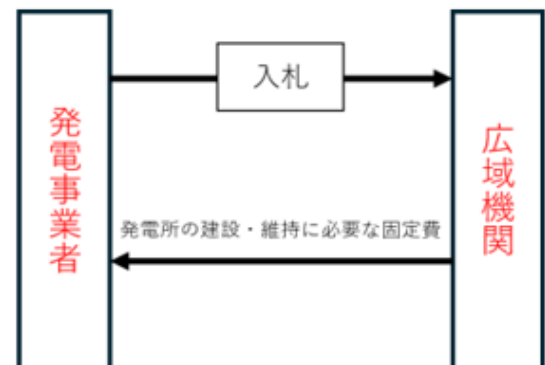 発電事業者
入札
広域機関
発電所の建設・維持に必要な固定費